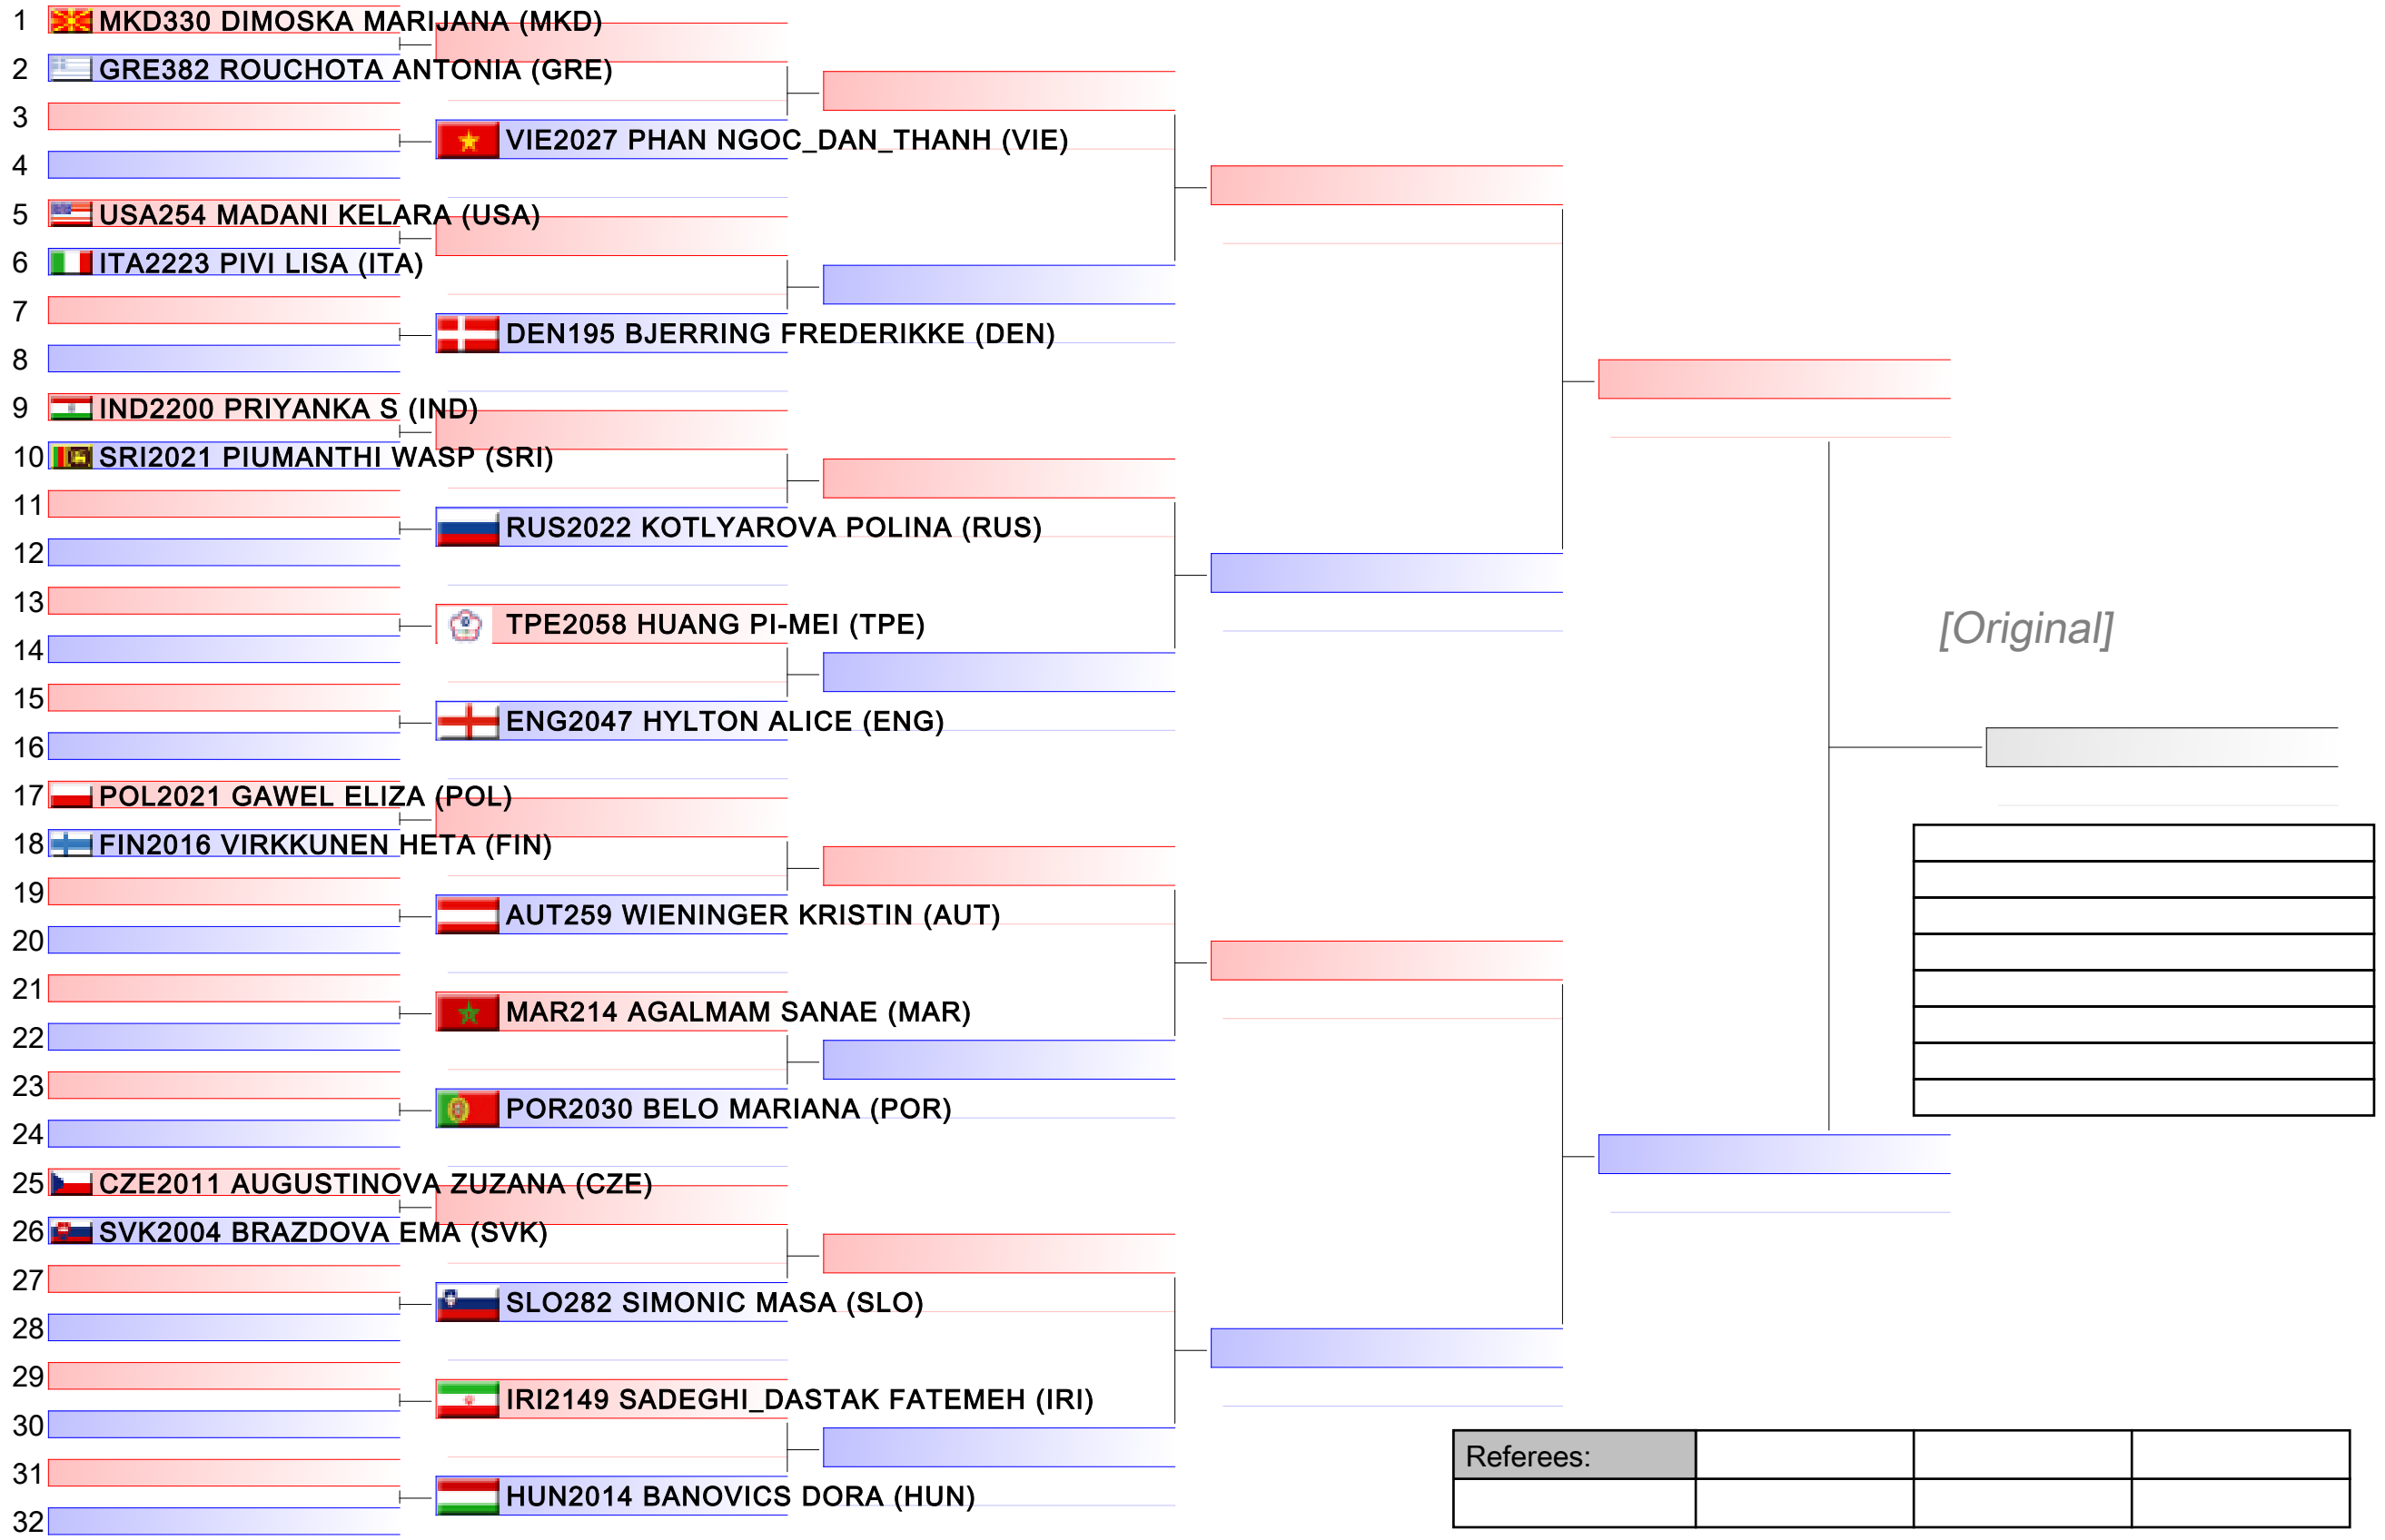 1 MKD330 DIMOSKA MARIJANA (MKD)
2 GRE382 ROUCHOTA ANTONIA (GRE)
3
VIE2027 PHAN NGOC_DAN_THANH (VIE)
4
5 USA254 MADANI KELARA (USA)
6 ITA2223 PIVI LISA (ITA)
7
DEN195 BJERRING FREDERIKKE (DEN)
8
9 IND2200 PRIYANKA S (IND)
10 SRI2021 PIUMANTHI WASP (SRI)
11
RUS2022 KOTLYAROVA POLINA (RUS)
12
13
TPE2058 HUANG PI-MEI (TPE)
[Original]
14
15
ENG2047 HYLTON ALICE (ENG)
16
17 POL2021 GAWEL ELIZA (POL)
18 FIN2016 VIRKKUNEN HETA (FIN)
19
AUT259 WIENINGER KRISTIN (AUT)
20
21
MAR214 AGALMAM SANAE (MAR)
22
23
POR2030 BELO MARIANA (POR)
24
25 CZE2011 AUGUSTINOVA ZUZANA (CZE)
26 SVK2004 BRAZDOVA EMA (SVK)
27
SLO282 SIMONIC MASA (SLO)
28
29
IRI2149 SADEGHI_DASTAK FATEMEH (IRI)
30
31
HUN2014 BANOVICS DORA (HUN)
32
Referees: